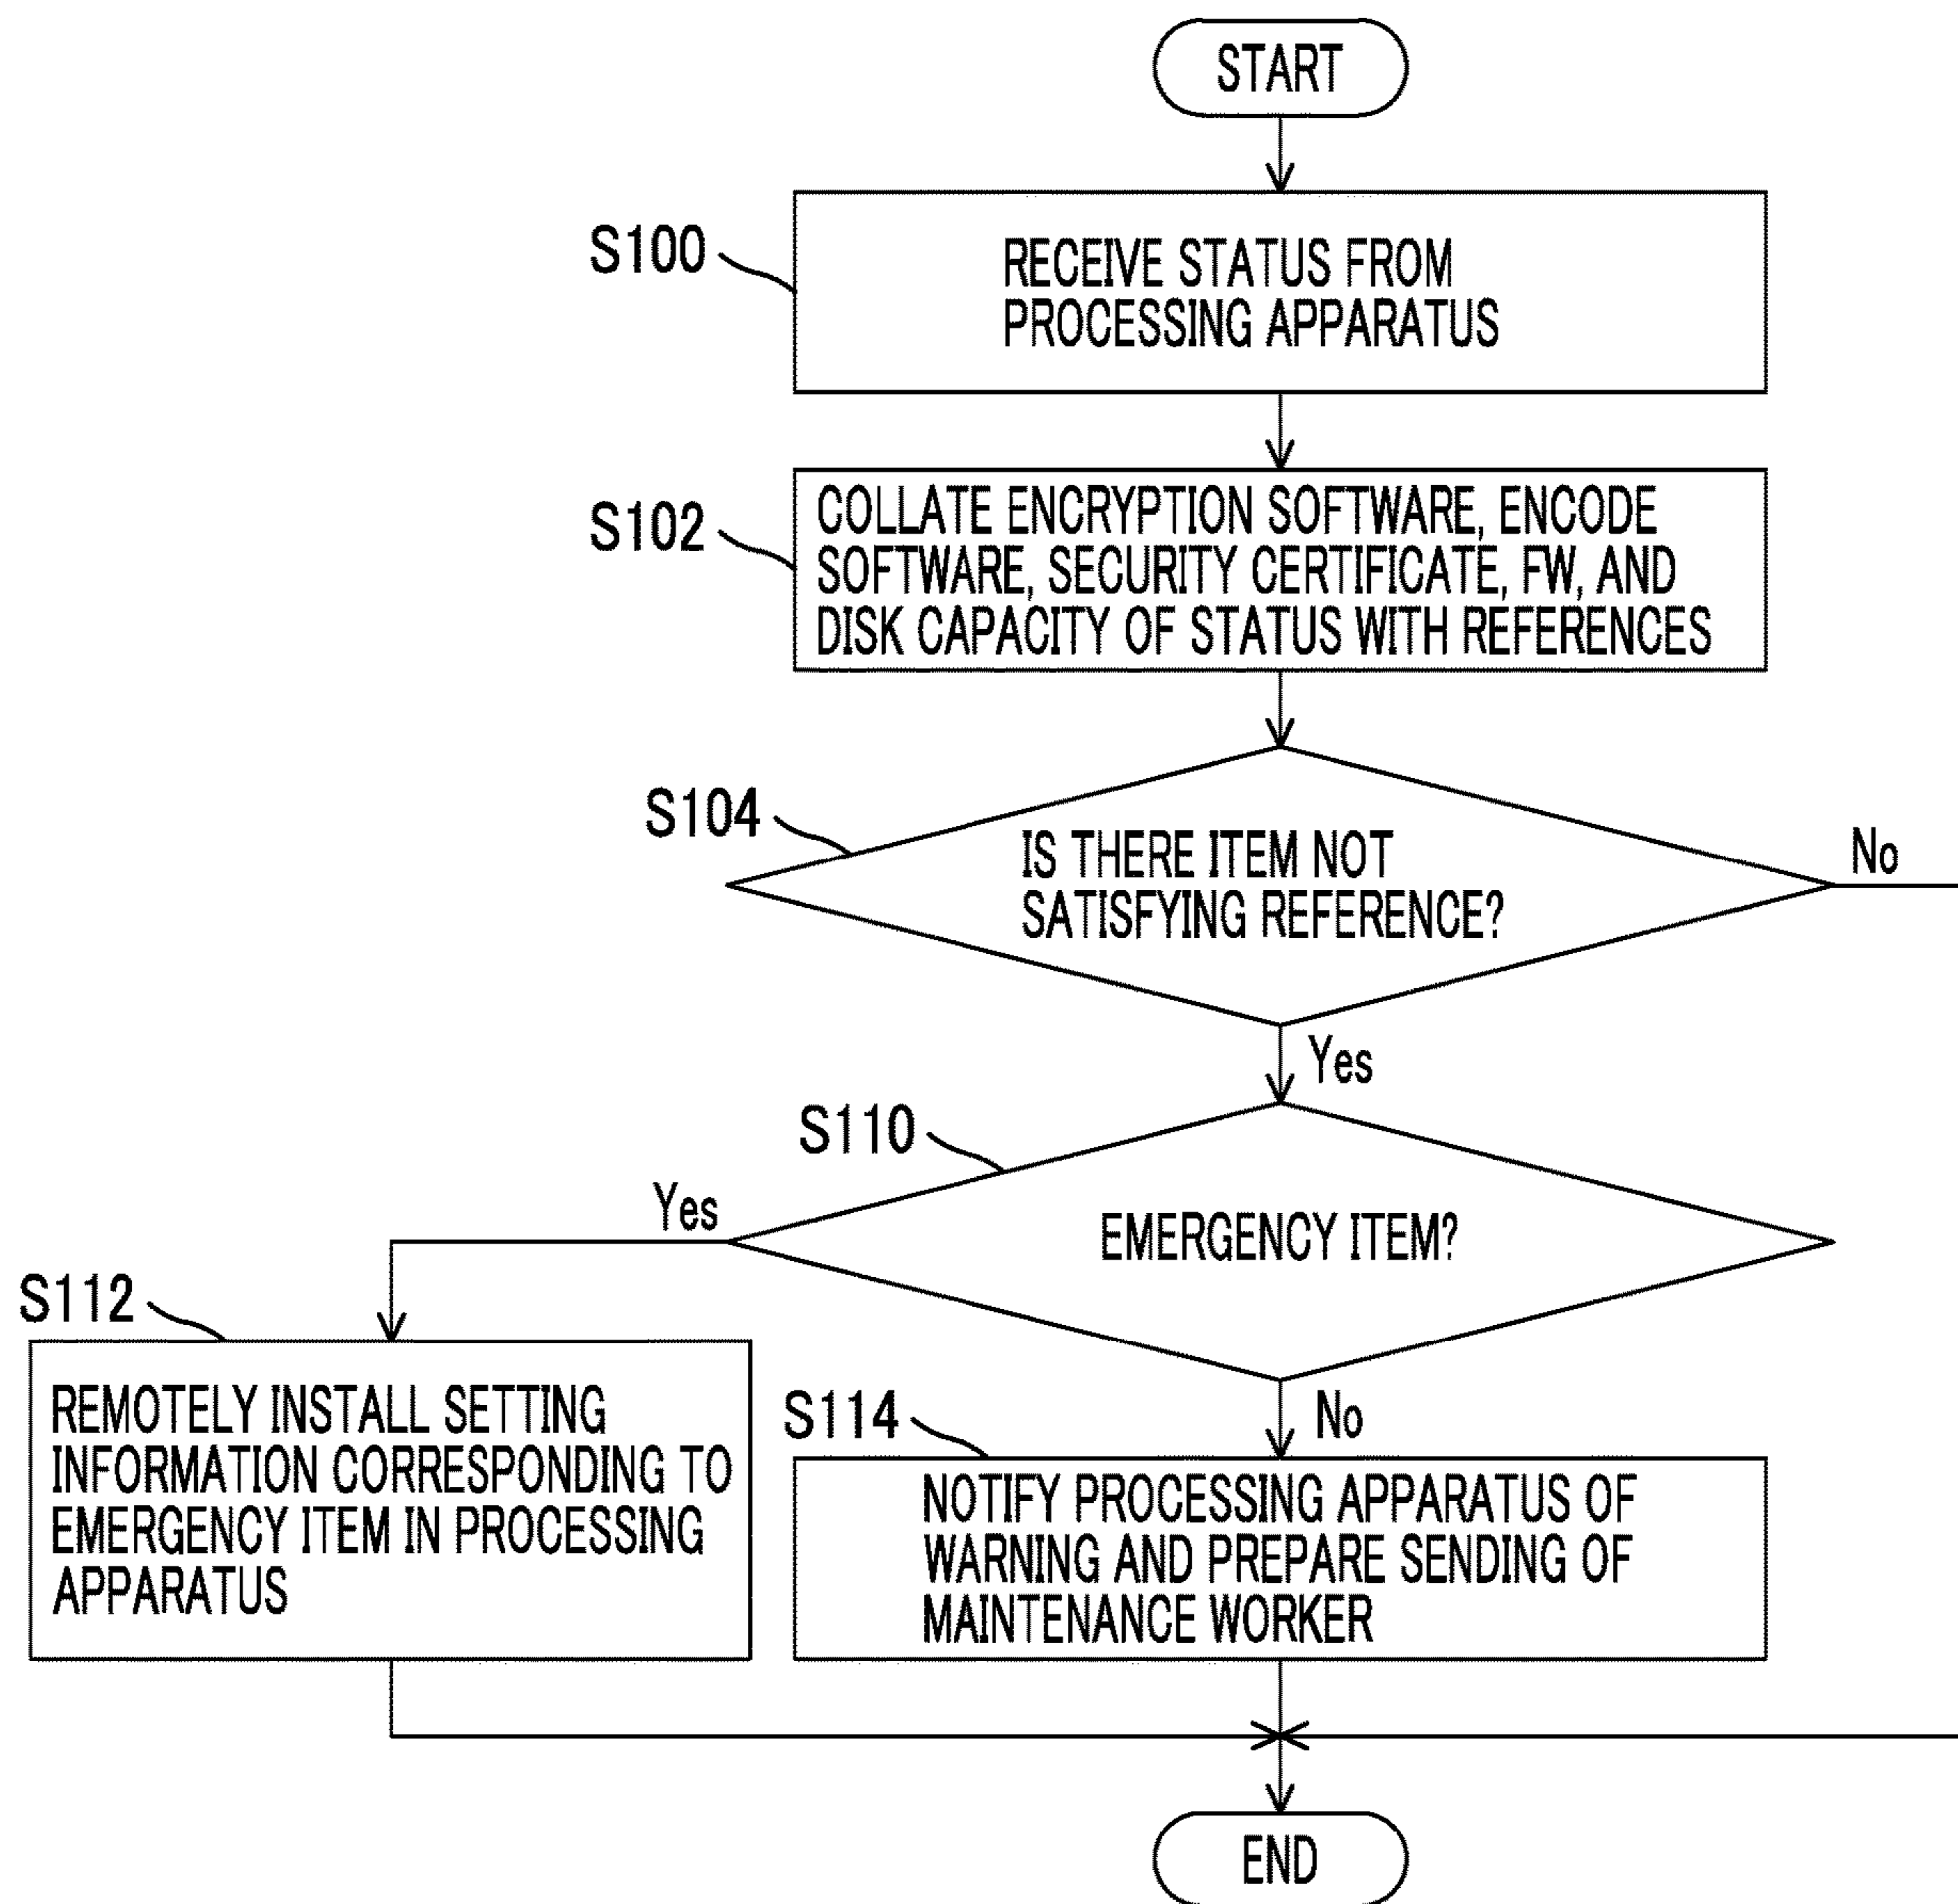 START
S100
RECEIVE STATUS FROM
PROCESSING APPARATUS
S102
COLLATE ENCRYPTION SOFTWARE, ENCODE
SOFTWARE, SECURITY CERTIFICATE, FW, AND
DISK CAPACITY OF STATUS WITH REFERENCES
S104
IS THERE ITEM NOT
SATISFYING REFERENCE?
No
Yes
S110
EMERGENCY ITEM?
Yes
S112
REMOTELY INSTALL SETTING
INFORMATION CORRESPONDING TO
EMERGENCY ITEM IN PROCESSING
APPARATUS
No
S114
NOTIFY PROCESSING APPARATUS OF
WARNING AND PREPARE SENDING OF
MAINTENANCE WORKER
END